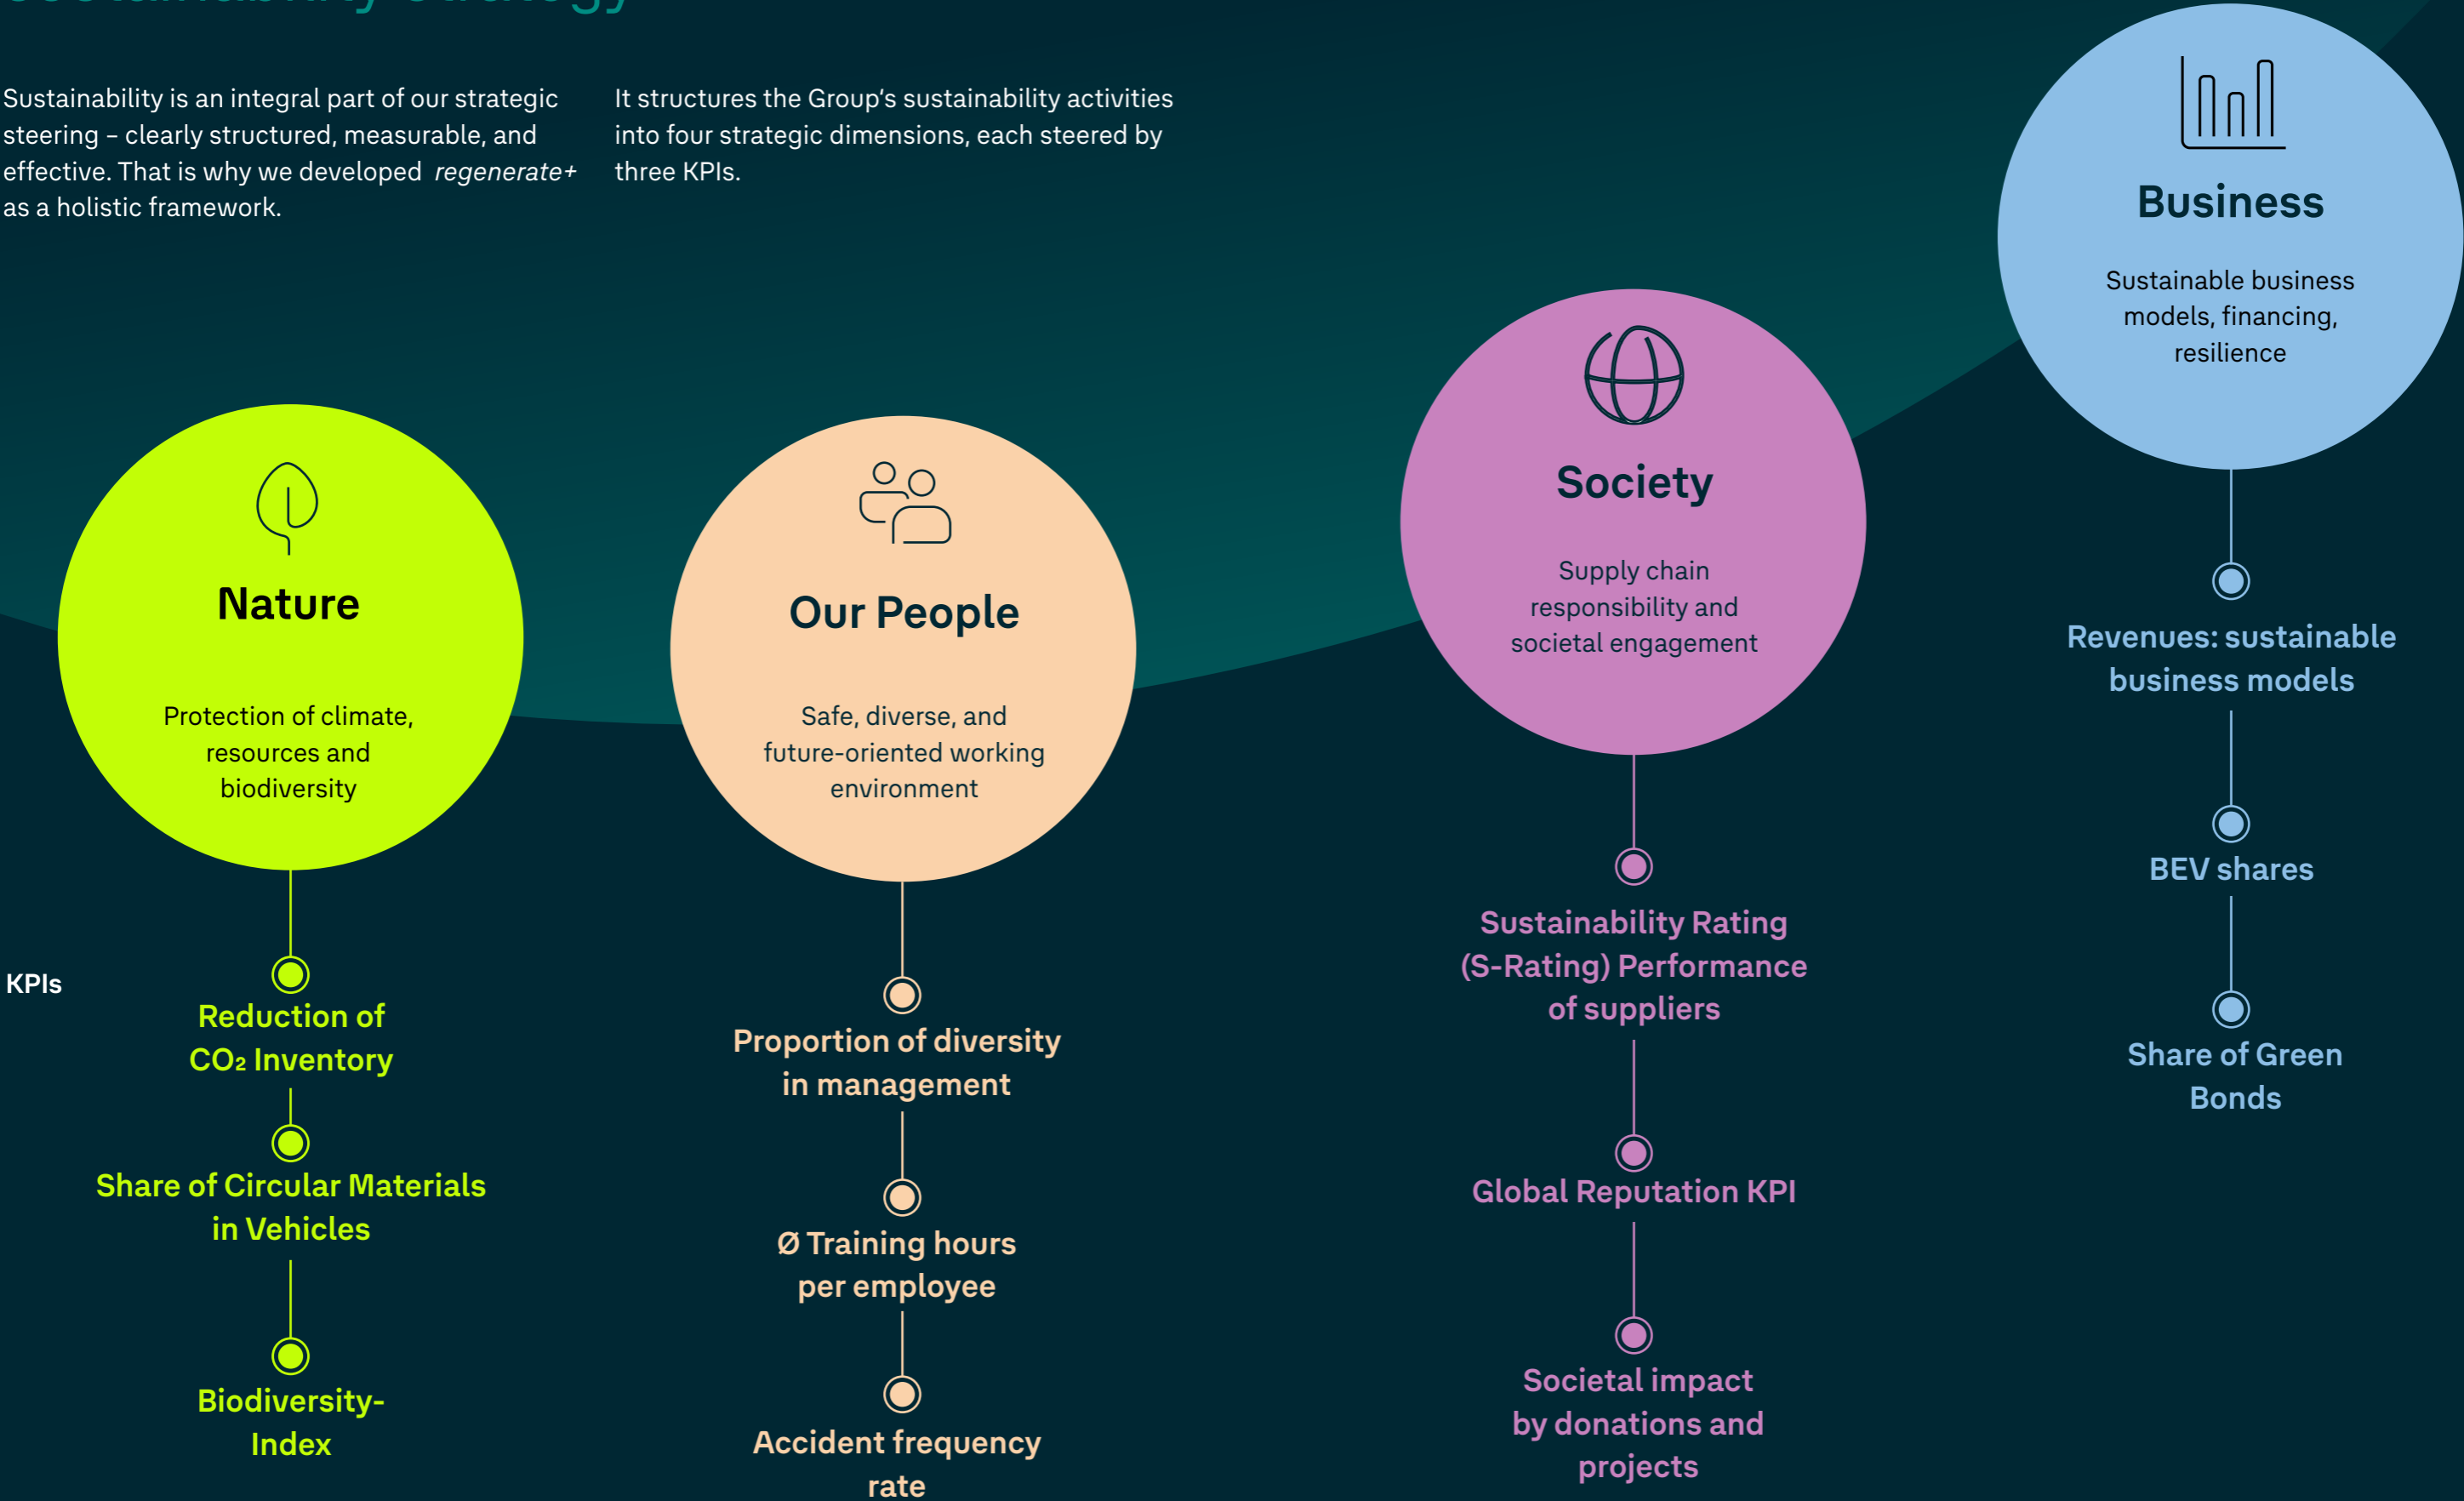 Sustainability is an integral part of our strategic
steering – clearly structured, measurable, and
effective. That is why we developed regenerate+
as a holistic framework.
It structures the Group's sustainability activities
into four strategic dimensions, each steered by
three KPIs.
Nature
Protection of climate,
resources and
biodiversity
KPIs
Reduction of
CO₂ Inventory
Share of Circular Materials
in Vehicles
Biodiversity-
Index
Our People
Safe, diverse, and
future-oriented working
environment
Proportion of diversity
in management
Ø Training hours
per employee
Accident frequency
rate
Society
Supply chain
responsibility and
societal engagement
Sustainability Rating
(S-Rating) Performance
of suppliers
Global Reputation KPI
Societal impact
by donations and
projects
Business
Sustainable business
models, financing,
resilience
Revenues: sustainable
business models
BEV shares
Share of Green
Bonds